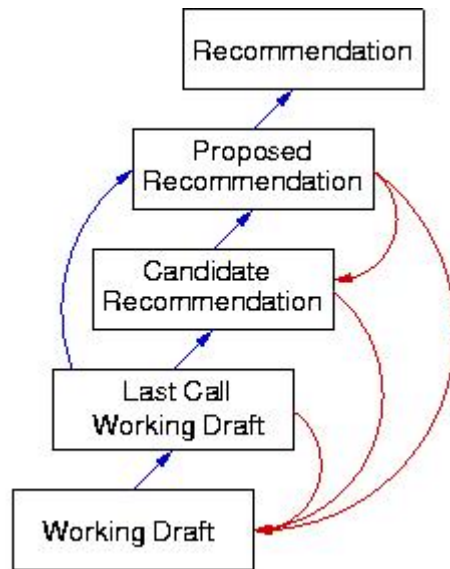 Recommendation
Proposed
Recommendation
Candidate
Recommendation
Last Call
Working Draft
Working Draft